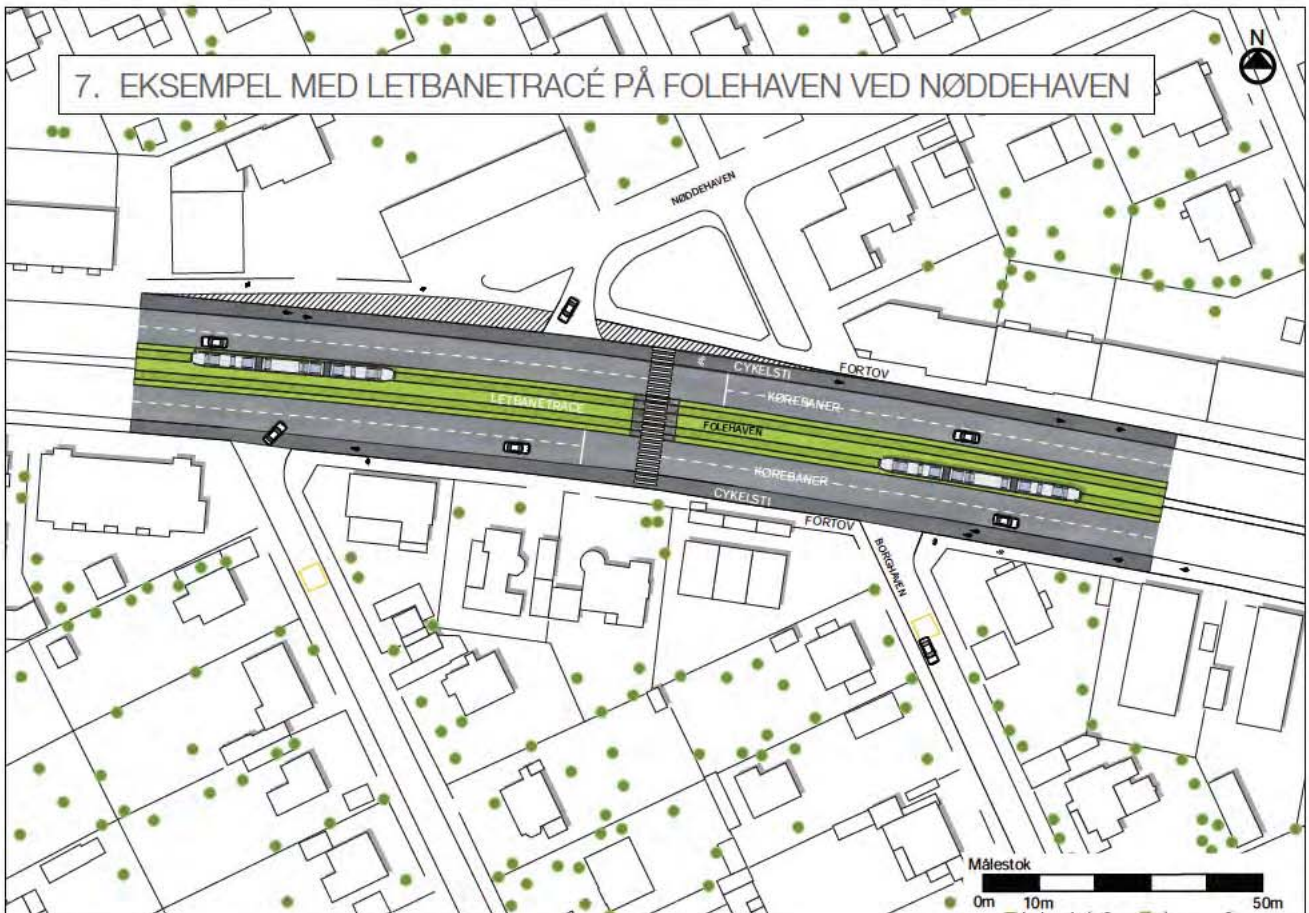 N
7. EKSEMPEL MED LETBANETRACÉ PÅ FOLEHAVEN VED NØDDEHAVEN
NØDDEHAVEN
CYKELSTI
FORTOV
KØREBANER
LETBANETRACE
FOLEHAVEN
KØREBANER
CYKELSTI
FORTOV
BORGHAVEN
Målestok
0m 10m 50m